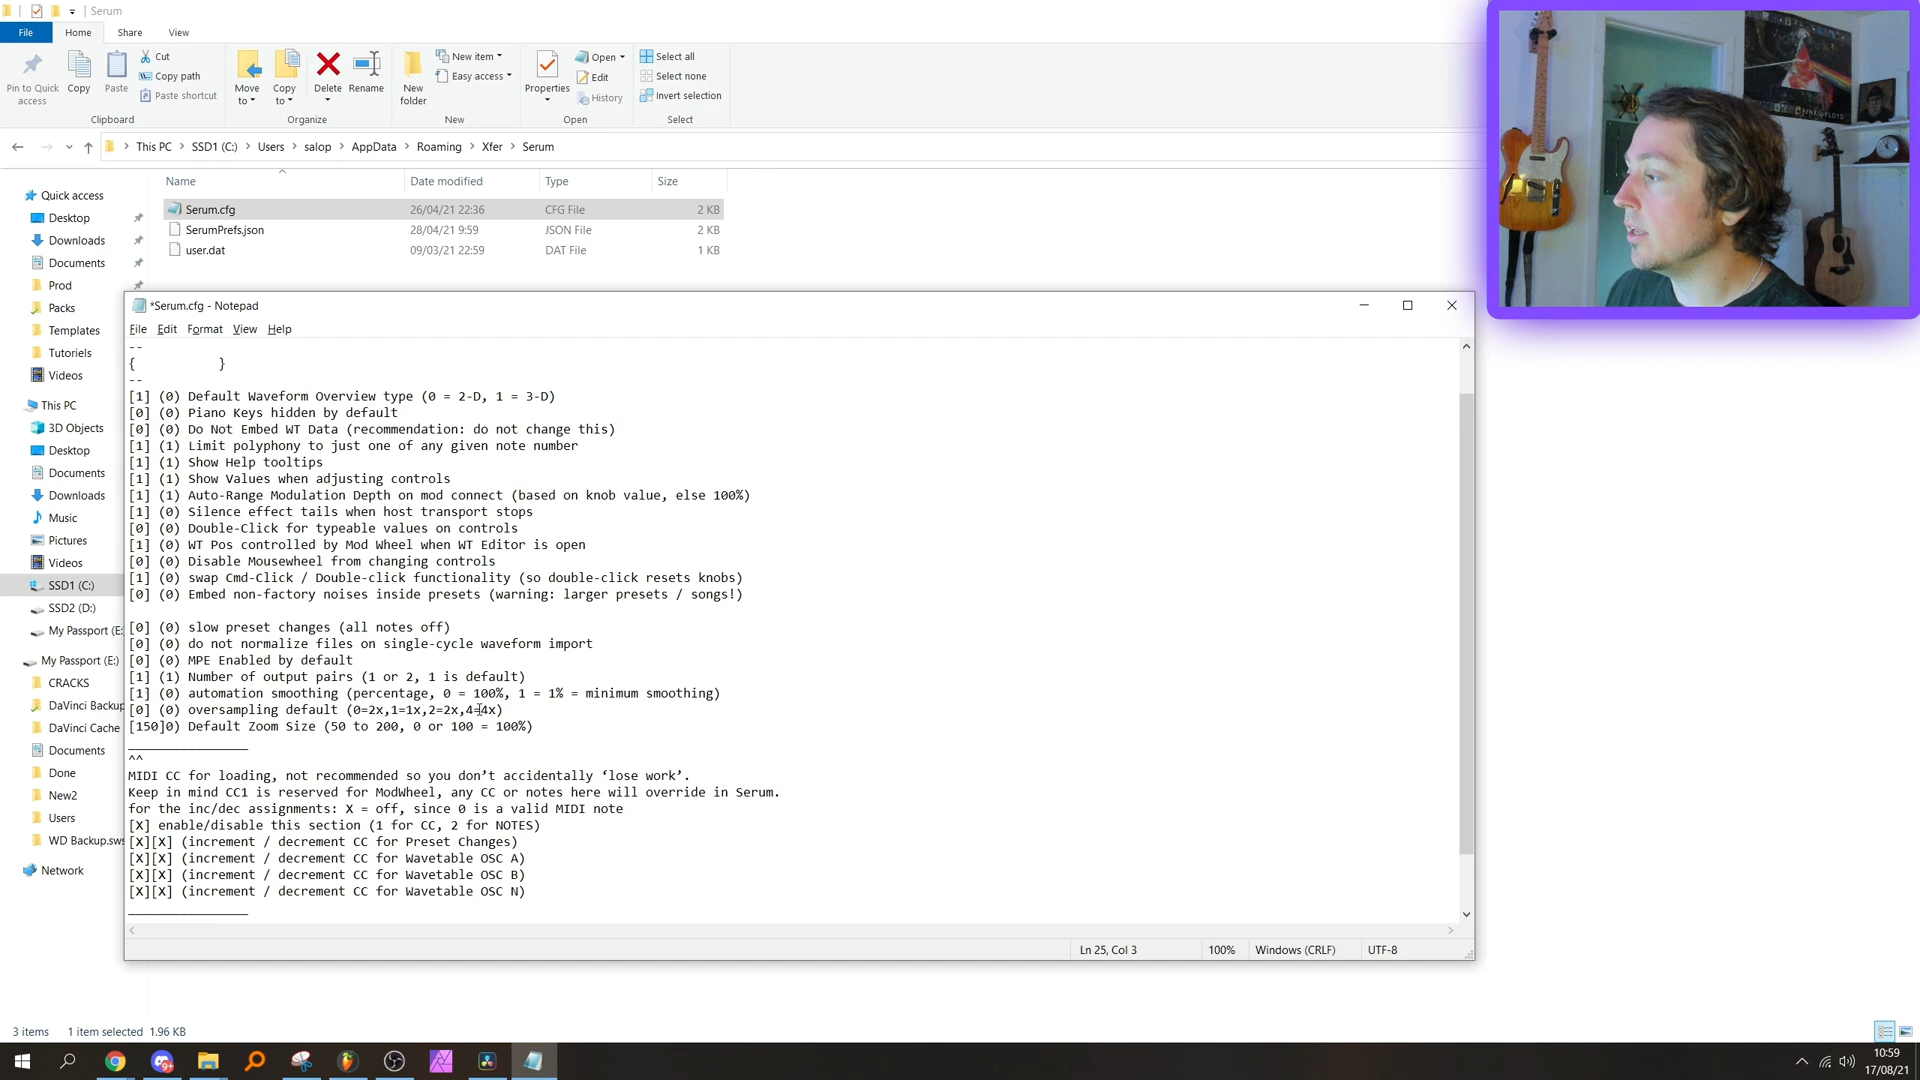 Serum
File Home Share View
Pin to Quick access
Copy
Paste
Cut
Copy path
Paste shortcut
Clipboard
Move to
Copy to
Delete
Rename
Organize
New folder
New item
Easy access
New
Properties
Open
Edit
History
Open
Select all
Select none
Invert selection
Select
This PC > SSD1 (C:) > Users > salop > AppData > Roaming > Xfer > Serum
Name Date modified Type Size
Serum.cfg 26/04/21 22:36 CFG File 2 KB
SerumPrefs.json 28/04/21 9:59 JSON File 2 KB
user.dat 09/03/21 22:59 DAT File 1 KB
Quick access
Desktop
Downloads
Documents
Prod
Packs
Templates
Tutoriels
Videos
This PC
3D Objects
Desktop
Documents
Downloads
Music
Pictures
Videos
SSD1 (C:)
SSD2 (D:)
My Passport (E:
My Passport (E:)
CRACKS
DaVinci Backup
DaVinci Cache
Documents
Done
New2
Users
WD Backup.sws
Network
*Serum.cfg - Notepad
File Edit Format View Help
--
{ }
--
[1] (0) Default Waveform Overview type (0 = 2-D, 1 = 3-D)
[0] (0) Piano Keys hidden by default
[0] (0) Do Not Embed WT Data (recommendation: do not change this)
[1] (1) Limit polyphony to just one of any given note number
[1] (1) Show Help tooltips
[1] (1) Show Values when adjusting controls
[1] (1) Auto-Range Modulation Depth on mod connect (based on knob value, else 100%)
[1] (0) Silence effect tails when host transport stops
[0] (0) Double-Click for typeable values on controls
[1] (0) WT Pos controlled by Mod Wheel when WT Editor is open
[0] (0) Disable Mousewheel from changing controls
[1] (0) swap Cmd-Click / Double-click functionality (so double-click resets knobs)
[0] (0) Embed non-factory noises inside presets (warning: larger presets / songs!)
[0] (0) slow preset changes (all notes off)
[0] (0) do not normalize files on single-cycle waveform import
[0] (0) MPE Enabled by default
[1] (1) Number of output pairs (1 or 2, 1 is default)
[1] (0) automation smoothing (percentage, 0 = 100%, 1 = 1% = minimum smoothing)
[0] (0) oversampling default (0=2x,1=1x,2=2x,4=4x)
[150]0) Default Zoom Size (50 to 200, 0 or 100 = 100%)
________________
^^
MIDI CC for loading, not recommended so you don’t accidentally ‘lose work’.
Keep in mind CC1 is reserved for ModWheel, any CC or notes here will override in Serum.
for the inc/dec assignments: X = off, since 0 is a valid MIDI note
[X] enable/disable this section (1 for CC, 2 for NOTES)
[X][X] (increment / decrement CC for Preset Changes)
[X][X] (increment / decrement CC for Wavetable OSC A)
[X][X] (increment / decrement CC for Wavetable OSC B)
[X][X] (increment / decrement CC for Wavetable OSC N)
________________
Ln 25, Col 3 100% Windows (CRLF) UTF-8
3 items 1 item selected 1.96 KB
10:59
17/08/21